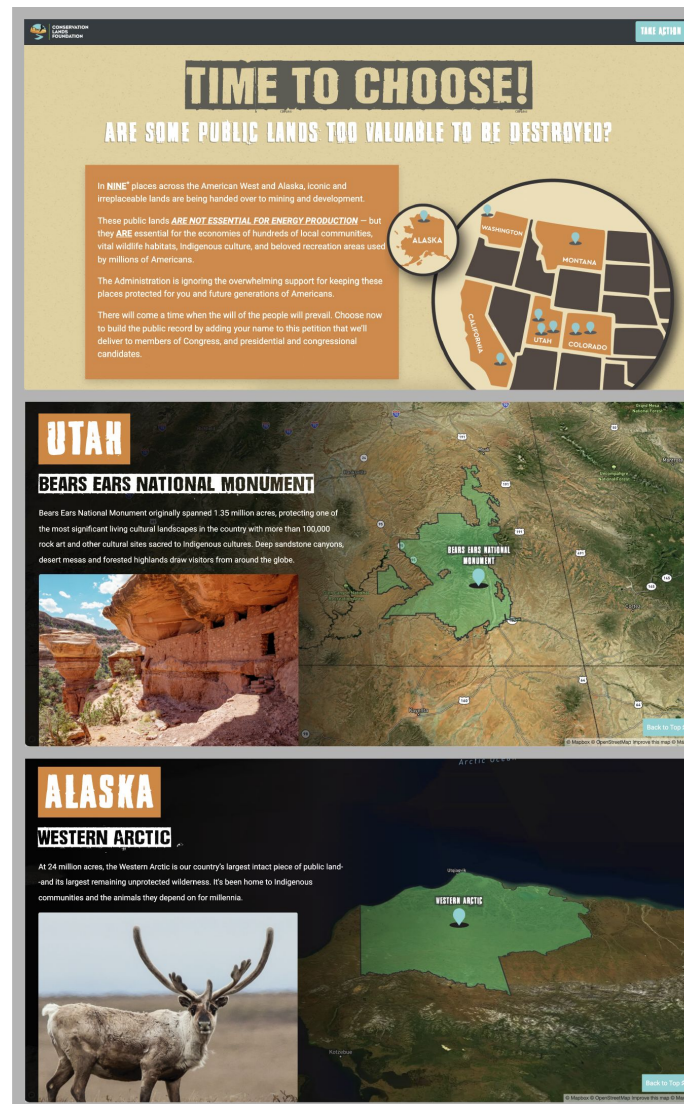 CONSERVATION
LANDS
FOUNDATION
TAKE ACTION
TIME TO CHOOSE!
ARE SOME PUBLIC LANDS TOO VALUABLE TO BE DESTROYED?
In NINE* places across the American West and Alaska, iconic and
irreplaceable lands are being handed over to mining and development.
These public lands ARE NOT ESSENTIAL FOR ENERGY PRODUCTION — but
they ARE essential for the economies of hundreds of local communities,
vital wildlife habitats, Indigenous culture, and beloved recreation areas used
by millions of Americans.
The Administration is ignoring the overwhelming support for keeping these
places protected for you and future generations of Americans.
There will come a time when the will of the people will prevail. Choose now
to build the public record by adding your name to this petition that we'll
deliver to members of Congress, and presidential and congressional
candidates.
ALASKA
WASHINGTON
MONTANA
CALIFORNIA
UTAH
COLORADO
UTAH
BEARS EARS NATIONAL MONUMENT
Bears Ears National Monument originally spanned 1.35 million acres, protecting one of
the most significant living cultural landscapes in the country with more than 100,000
rock art and other cultural sites sacred to Indigenous cultures. Deep sandstone canyons,
desert mesas and forested highlands draw visitors from around the globe.
BEARS EARS NATIONAL
MONUMENT
Back to Top
© Mapbox © OpenStreetMap Improve this map
ALASKA
WESTERN ARCTIC
At 24 million acres, the Western Arctic is our country's largest intact piece of public land-
-and its largest remaining unprotected wilderness. It's been home to Indigenous
communities and the animals they depend on for millennia.
WESTERN ARCTIC
Kotzebue
Back to Top
© Mapbox © OpenStreetMap Improve this map